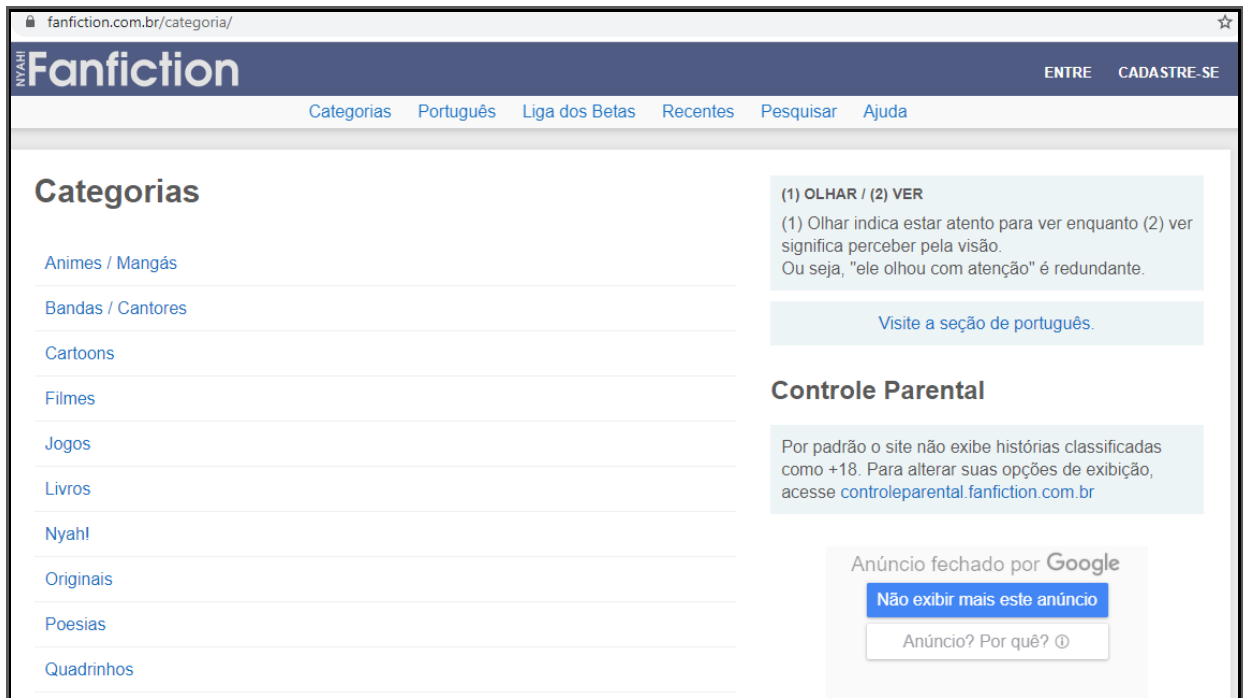 fanfiction.com.br/categoria/
NYAH! Fanfiction
ENTRE CADASTRE-SE
Categorias Português Liga dos Betas Recentes Pesquisar Ajuda
Categorias
Animes / Mangás
Bandas / Cantores
Cartoons
Filmes
Jogos
Livros
Nyah!
Originais
Poesias
Quadrinhos
(1) OLHAR / (2) VER
(1) Olhar indica estar atento para ver enquanto (2) ver
significa perceber pela visão.
Ou seja, "ele olhou com atenção" é redundante.
Visite a seção de português.
Controle Parental
Por padrão o site não exibe histórias classificadas
como +18. Para alterar suas opções de exibição,
acesse controleparental.fanfiction.com.br
Anúncio fechado por Google
Não exibir mais este anúncio
Anúncio? Por quê?